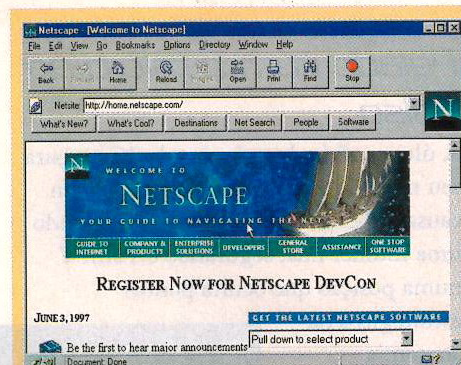 Netscape - [Welcome to Netscape]
File Edit View Go Bookmarks Options Directory Window Help
Back Forward Home Reload Images Open Print Find Stop
Netsite: http://home.netscape.com/
N
What's New? What's Cool? Destinations Net Search People Software
WELCOME TO
NETSCAPE
YOUR GUIDE TO NAVIGATING THE NET
GUIDE TO INTERNET
COMPANY & PRODUCTS
ENTERPRISE SOLUTIONS
DEVELOPERS
GENERAL STORE
ASSISTANCE
ONE STOP SOFTWARE
REGISTER NOW FOR NETSCAPE DEVCON
JUNE 3, 1997
GET THE LATEST NETSCAPE SOFTWARE
Pull down to select product
Be the first to hear major announcements
Document: Done